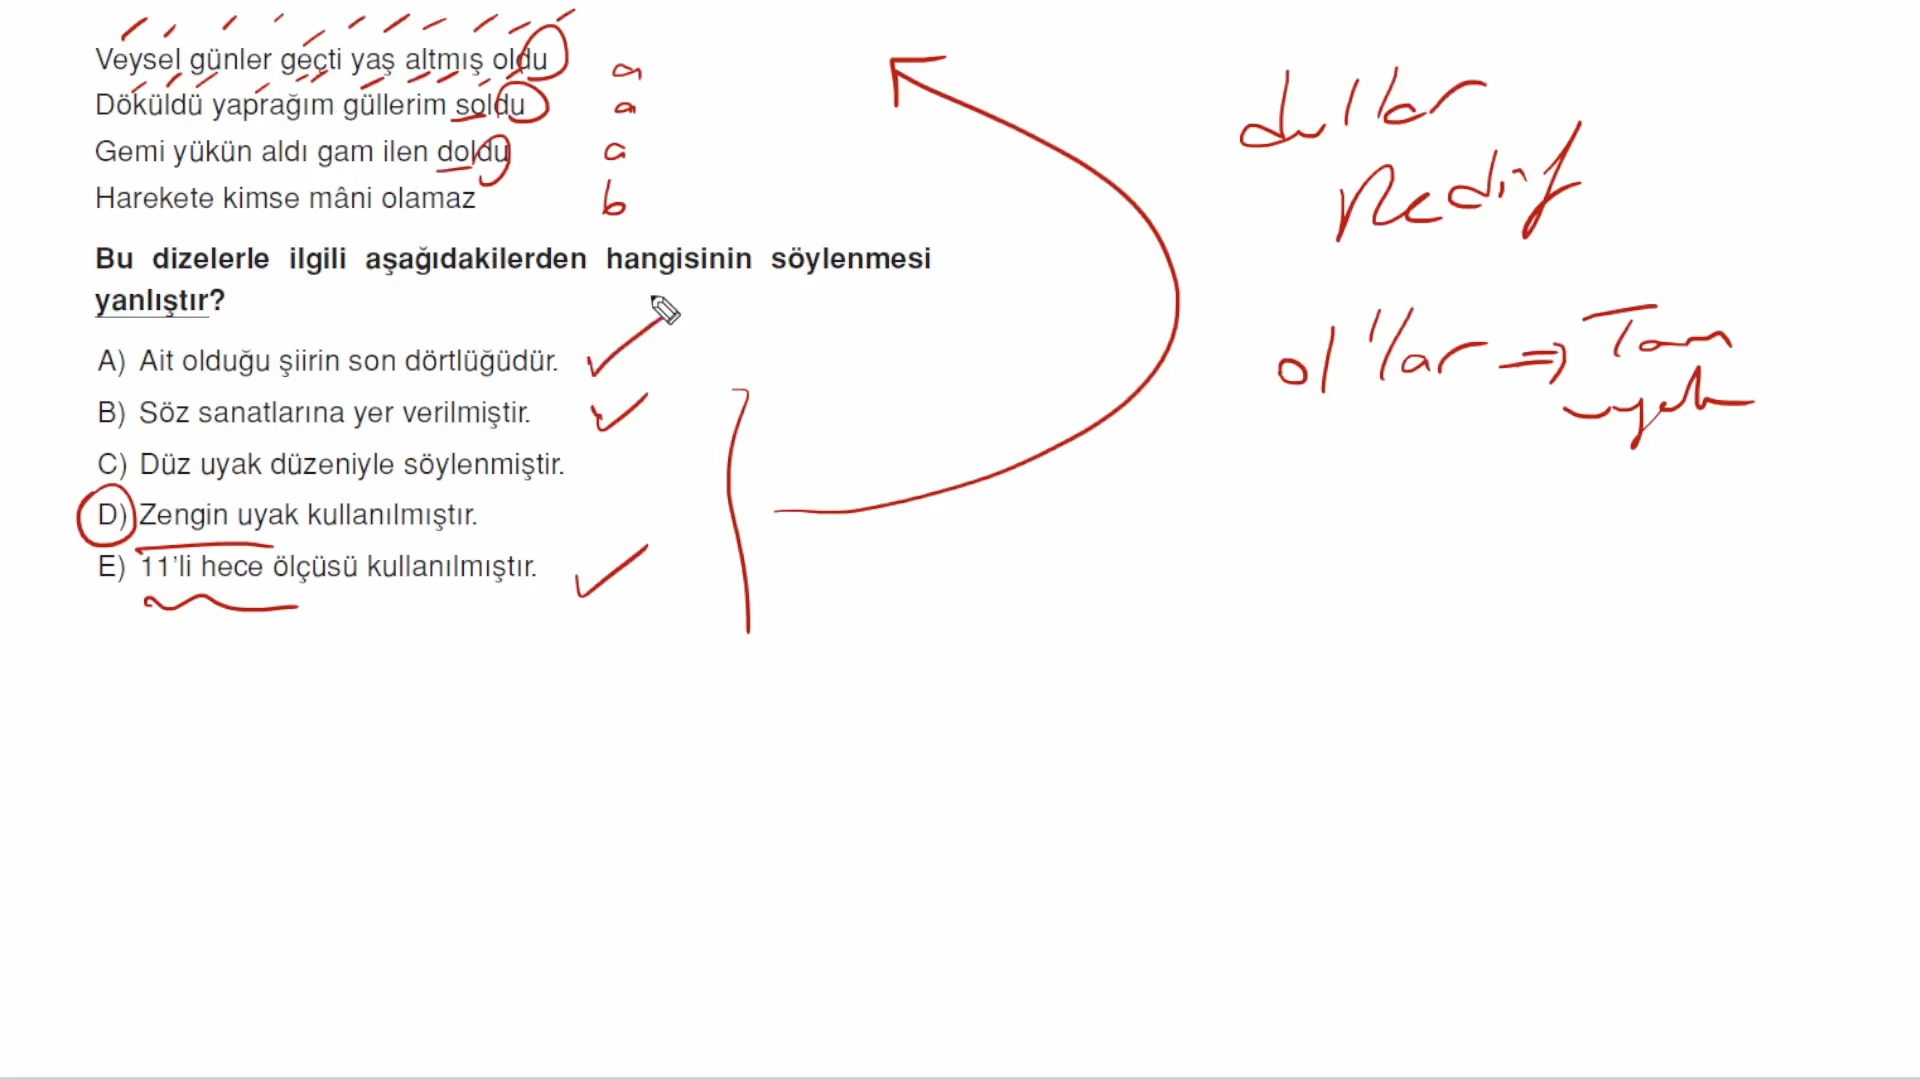 Veysel günler geçti yaş altmış oldu a
Döküldü yaprağım güllerim soldu a
Gemi yükün aldı gam ilen doldu a
Harekete kimse mâni olamaz b
Bu dizelerle ilgili aşağıdakilerden hangisinin söylenmesi
yanlıştır?
A) Ait olduğu şiirin son dörtlüğüdür.
B) Söz sanatlarına yer verilmiştir.
C) Düz uyak düzeniyle söylenmiştir.
D) Zengin uyak kullanılmıştır.
E) 11'li hece ölçüsü kullanılmıştır.
du'lar
Redif
ol'lar ⇒ Tam
uyak